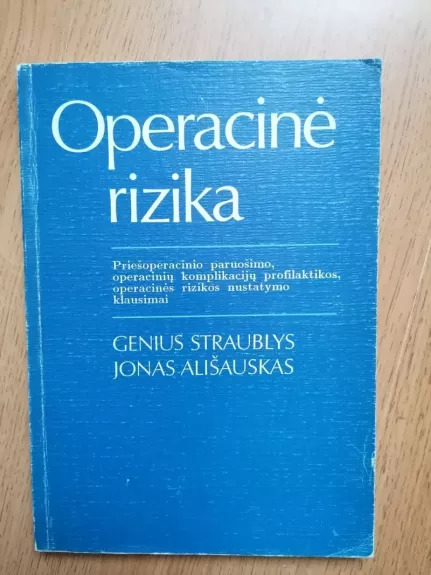 Operacinė
rizika
Priešoperacinio paruošimo,
operacinių komplikacijų profilaktikos,
operacinės rizikos nustatymo
klausimai
GENIUS STRAUBLYS
JONAS ALIŠAUSKAS